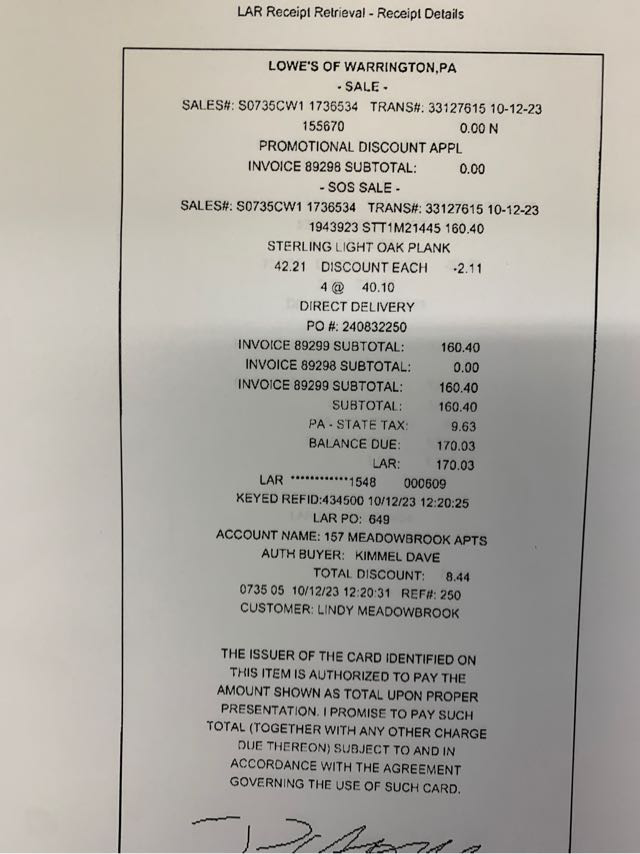 LAR Receipt Retrieval - Receipt Details
LOWE'S OF WARRINGTON,PA
- SALE -
SALES#: S0735CW1 1736534 TRANS#: 33127615 10-12-23
155670 0.00 N
PROMOTIONAL DISCOUNT APPL
INVOICE 89298 SUBTOTAL: 0.00
- SOS SALE -
SALES#: S0735CW1 1736534 TRANS#: 33127615 10-12-23
1943923 STT1M21445 160.40
STERLING LIGHT OAK PLANK
42.21 DISCOUNT EACH -2.11
4 @ 40.10
DIRECT DELIVERY
PO #: 240832250
INVOICE 89299 SUBTOTAL: 160.40
INVOICE 89298 SUBTOTAL: 0.00
INVOICE 89299 SUBTOTAL: 160.40
SUBTOTAL: 160.40
PA - STATE TAX: 9.63
BALANCE DUE: 170.03
LAR: 170.03
LAR ************1548 000609
KEYED REFID:434500 10/12/23 12:20:25
LAR PO: 649
ACCOUNT NAME: 157 MEADOWBROOK APTS
AUTH BUYER: KIMMEL DAVE
TOTAL DISCOUNT: 8.44
0735 05 10/12/23 12:20:31 REF#: 250
CUSTOMER: LINDY MEADOWBROOK
THE ISSUER OF THE CARD IDENTIFIED ON
THIS ITEM IS AUTHORIZED TO PAY THE
AMOUNT SHOWN AS TOTAL UPON PROPER
PRESENTATION. I PROMISE TO PAY SUCH
TOTAL (TOGETHER WITH ANY OTHER CHARGE
DUE THEREON) SUBJECT TO AND IN
ACCORDANCE WITH THE AGREEMENT
GOVERNING THE USE OF SUCH CARD.